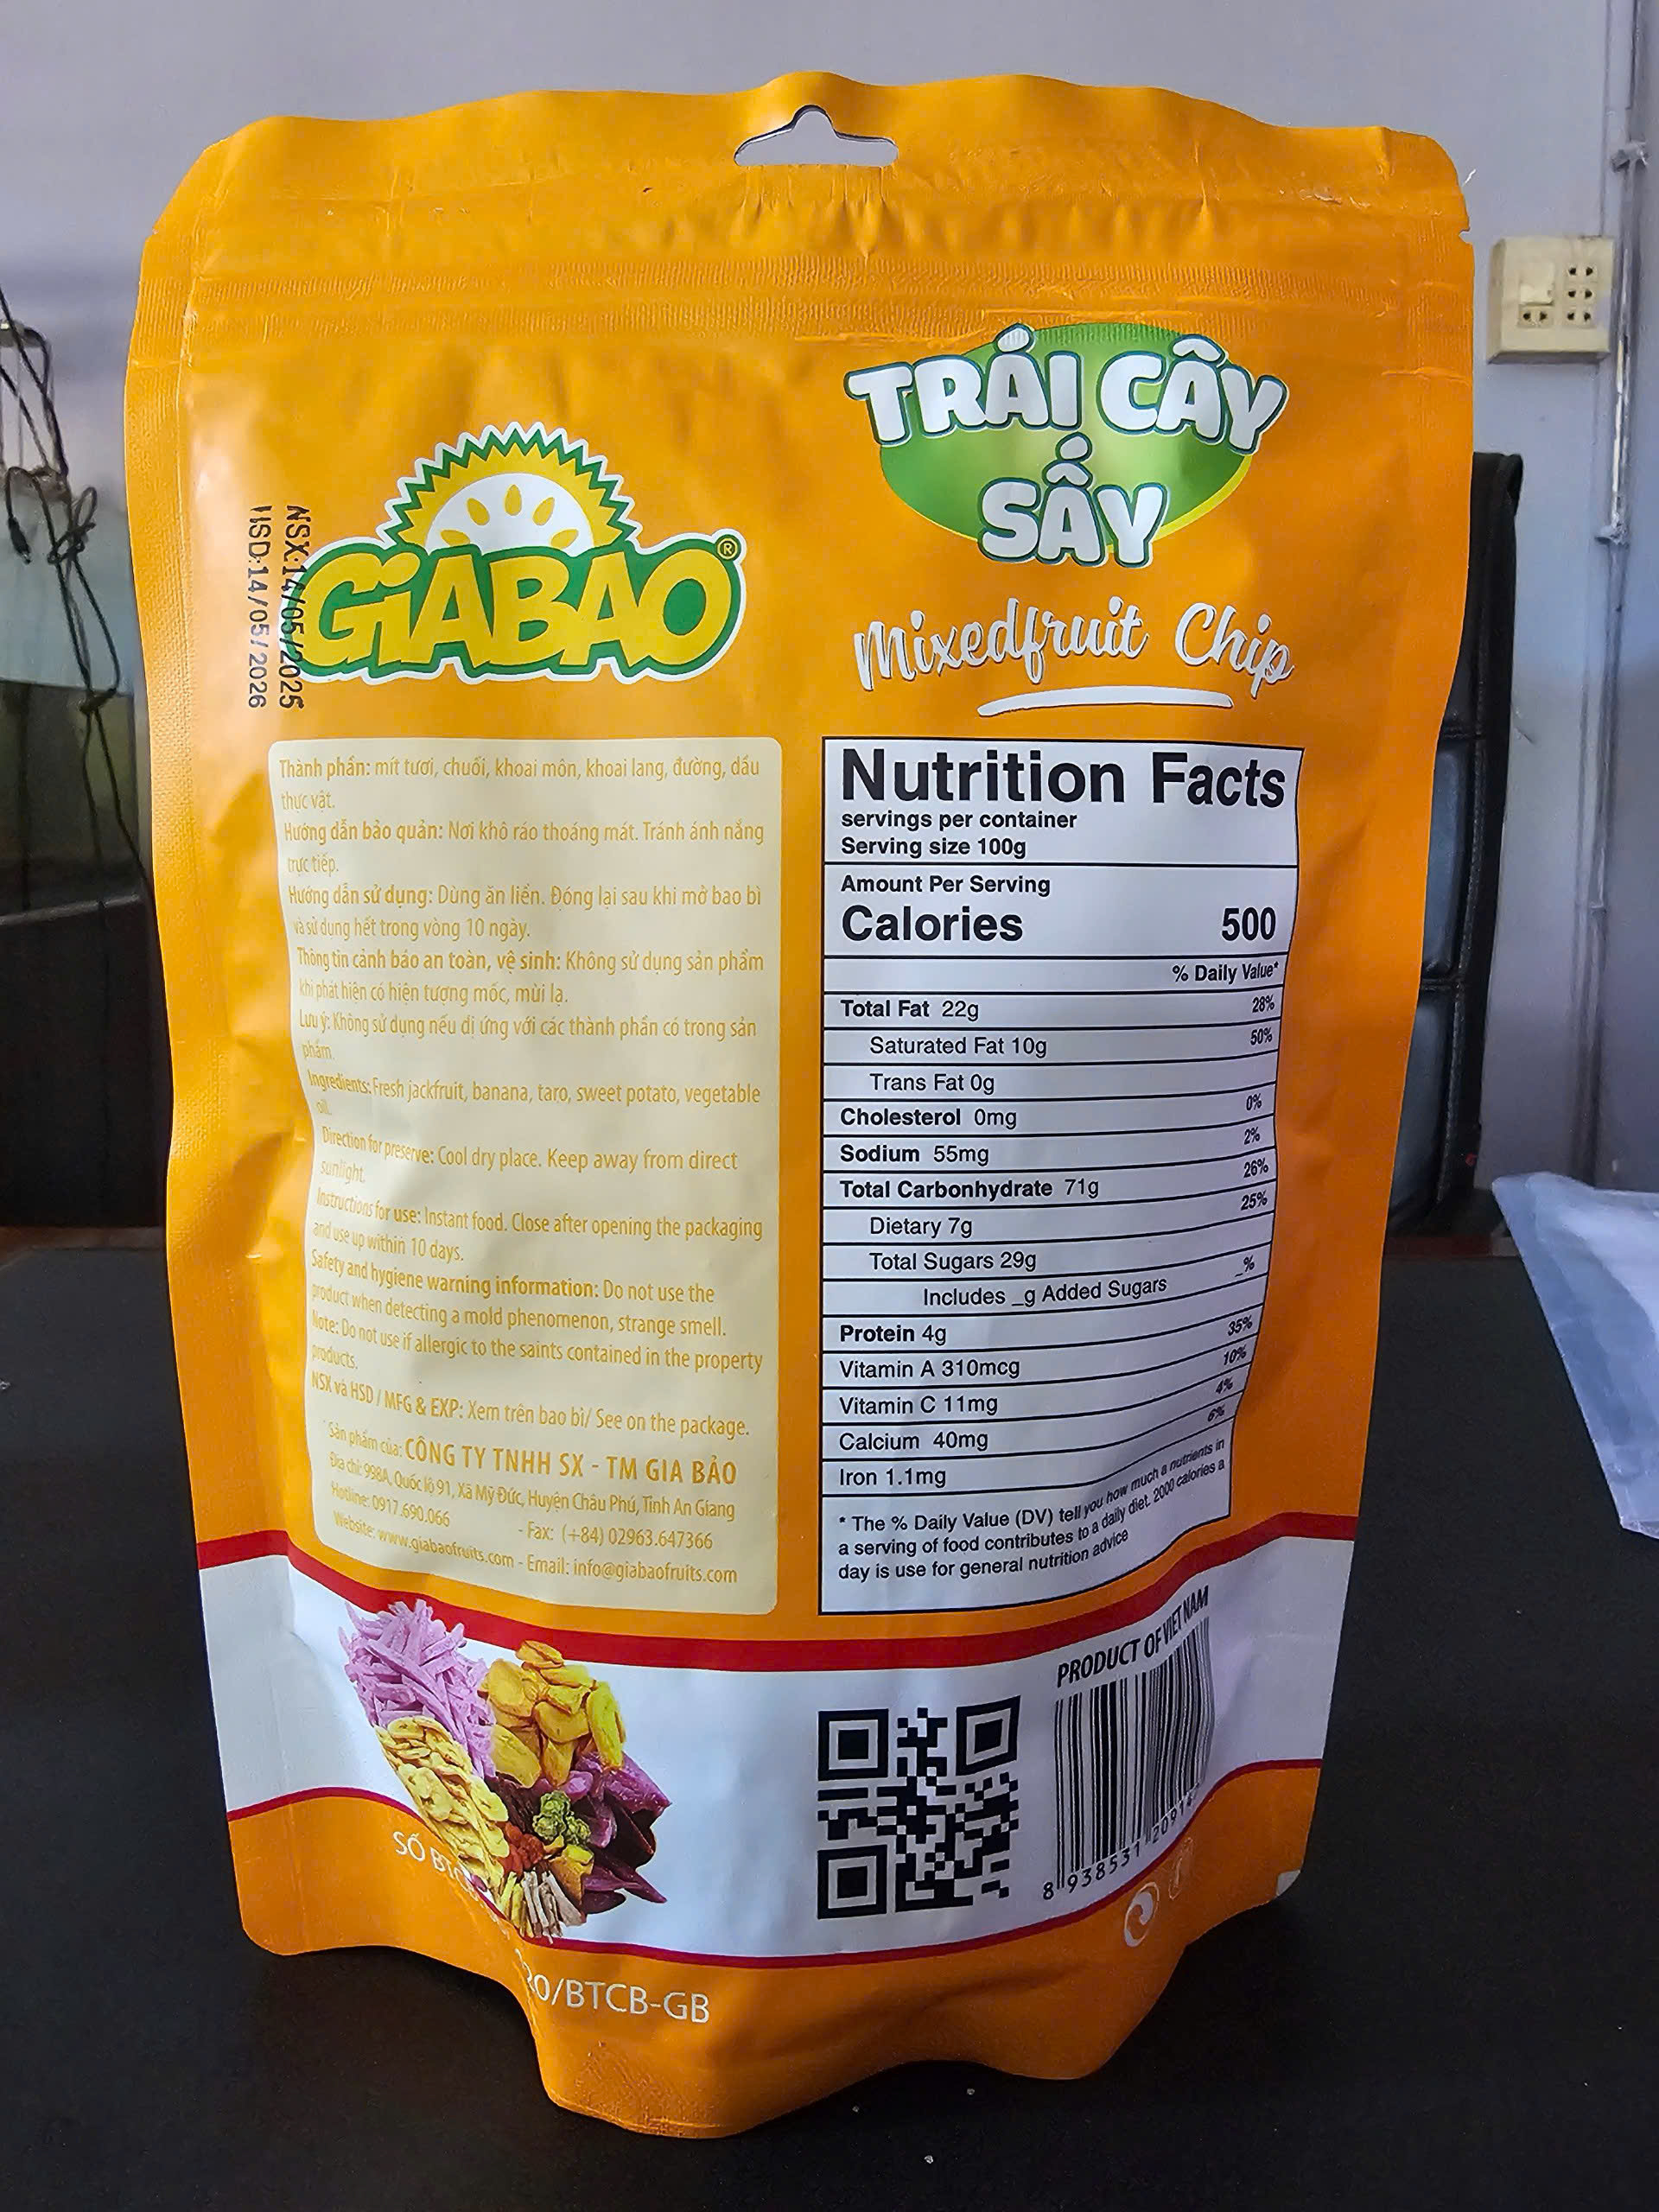 TRÁI CÂY
SẤY
Mixedfruit Chip
GiABAO®
NSX:14/05/2025
HSD:14/05/2026
Thành phần: mít tươi, chuối, khoai môn, khoai lang, đường, dầu
thực vật.
Hướng dẫn bảo quản: Nơi khô ráo thoáng mát. Tránh ánh nắng
trực tiếp.
Hướng dẫn sử dụng: Dùng ăn liền. Đóng lại sau khi mở bao bì
và sử dụng hết trong vòng 10 ngày.
Thông tin cảnh báo an toàn, vệ sinh: Không sử dụng sản phẩm
khi phát hiện có hiện tượng mốc, mùi lạ.
Lưu ý: Không sử dụng nếu dị ứng với các thành phần có trong sản
phẩm.
Ingredients: Fresh jackfruit, banana, taro, sweet potato, vegetable
oil.
Direction for preserve: Cool dry place. Keep away from direct
sunlight.
Instructions for use: Instant food. Close after opening the packaging
and use up within 10 days.
Safety and hygiene warning information: Do not use the
product when detecting a mold phenomenon, strange smell.
Note: Do not use if allergic to the saints contained in the property
products.
NSX và HSD / MFG & EXP: Xem trên bao bì/ See on the package.
Sản phẩm của: CÔNG TY TNHH SX - TM GIA BẢO
Địa chỉ: 998A, Quốc lộ 91, Xã Mỹ Đức, Huyện Châu Phú, Tỉnh An Giang
Hotline: 0917.690.066 - Fax: (+84) 02963.647366
Website: www.giabaofruits.com - Email: info@giabaofruits.com
Nutrition Facts
servings per container
Serving size 100g
Amount Per Serving
Calories 500
% Daily Value*
Total Fat 22g 28%
Saturated Fat 10g 50%
Trans Fat 0g
Cholesterol 0mg 0%
Sodium 55mg 2%
Total Carbonhydrate 71g 26%
Dietary 7g 25%
Total Sugars 29g
Includes _g Added Sugars _%
Protein 4g
Vitamin A 310mcg 35%
Vitamin C 11mg 10%
Calcium 40mg 4%
Iron 1.1mg 6%
* The % Daily Value (DV) tell you how much a nutrients in
a serving of food contributes to a daily diet. 2000 calories a
day is use for general nutrition advice
PRODUCT OF VIET NAM
8 938531 
SỐ
20/BTCB-GB